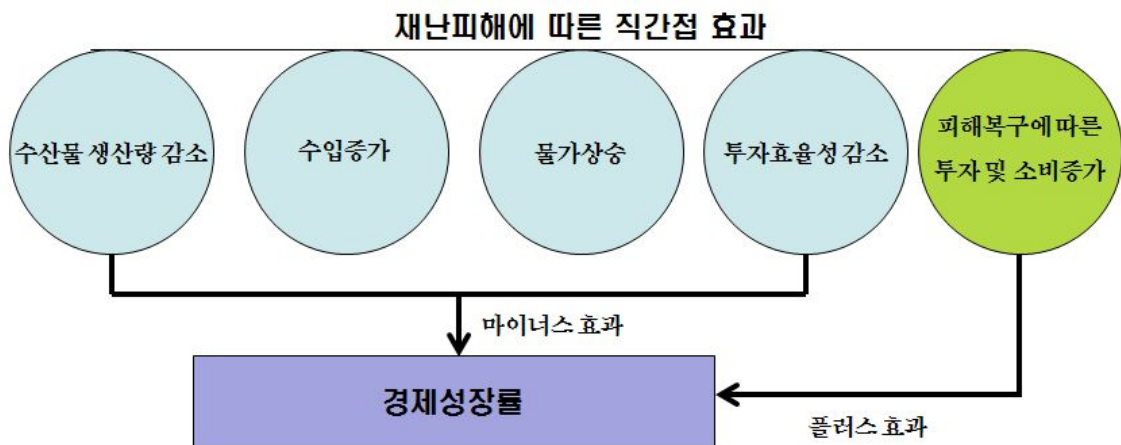 재난피해에 따른 직간접 효과
수산물 생산량 감소
수입증가
물가상승
투자효율성 감소
피해복구에 따른
투자 및 소비증가
마이너스 효과
경제성장률
플러스 효과